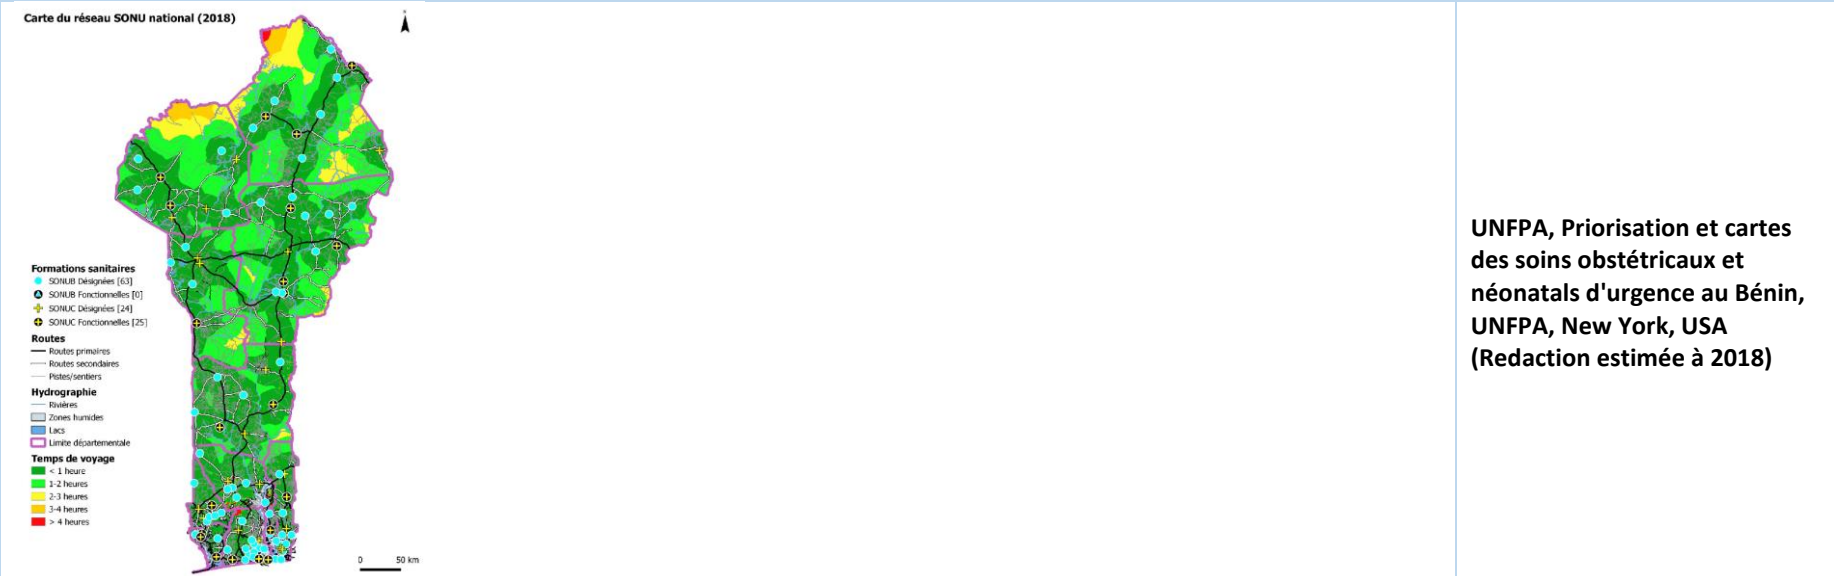 Carte du réseau SONU national (2018)
Formations sanitaires
SONUB Désignées [63]
SONUB Fonctionnelles [0]
SONUC Désignées [24]
SONUC Fonctionnelles [25]
Routes
Routes primaires
Routes secondaires
Pistes/sentiers
Hydrographie
Rivières
Zones humides
Lacs
Limite départementale
Temps de voyage
< 1 heure
1-2 heures
2-3 heures
3-4 heures
> 4 heures
0 50 km
UNFPA, Priorisation et cartes
des soins obstétricaux et
néonatals d'urgence au Bénin,
UNFPA, New York, USA
(Redaction estimée à 2018)